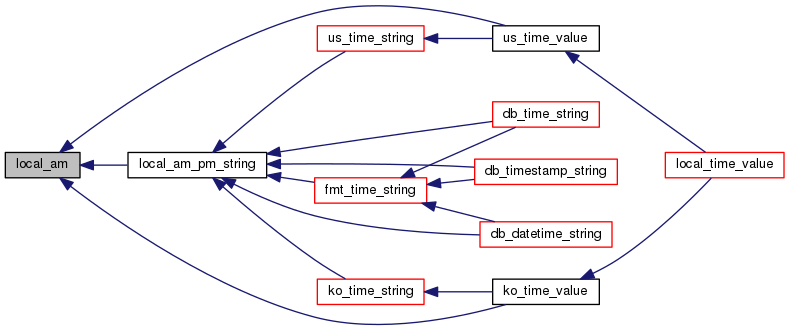 us_time_string
us_time_value
db_time_string
local_am
local_am_pm_string
db_timestamp_string
local_time_value
fmt_time_string
db_datetime_string
ko_time_string
ko_time_value